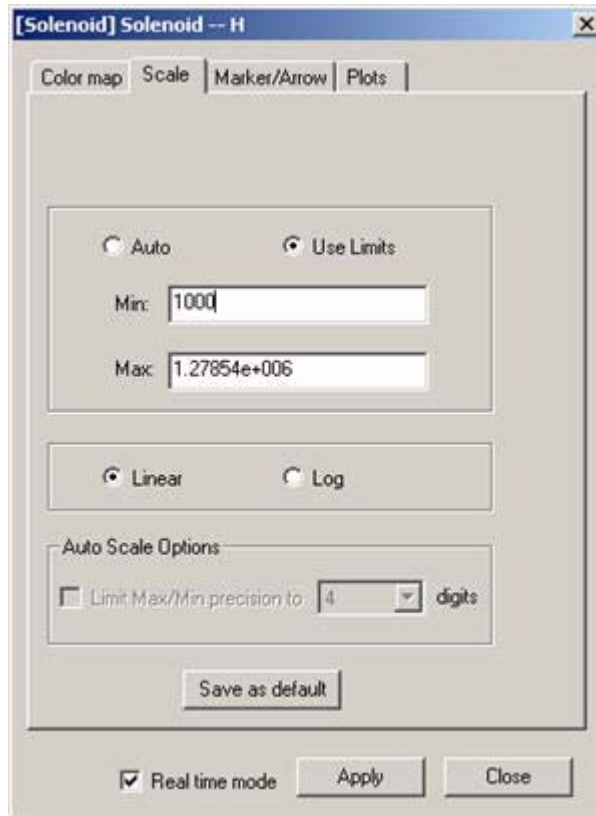 [Solenoid] Solenoid -- H
Color map Scale Marker/Arrow Plots
Auto Use Limits
Min: 1000
Max: 1.27854e+006
Linear Log
Auto Scale Options
Limit Max/Min precision to 4 digits
Save as default
Real time mode Apply Close